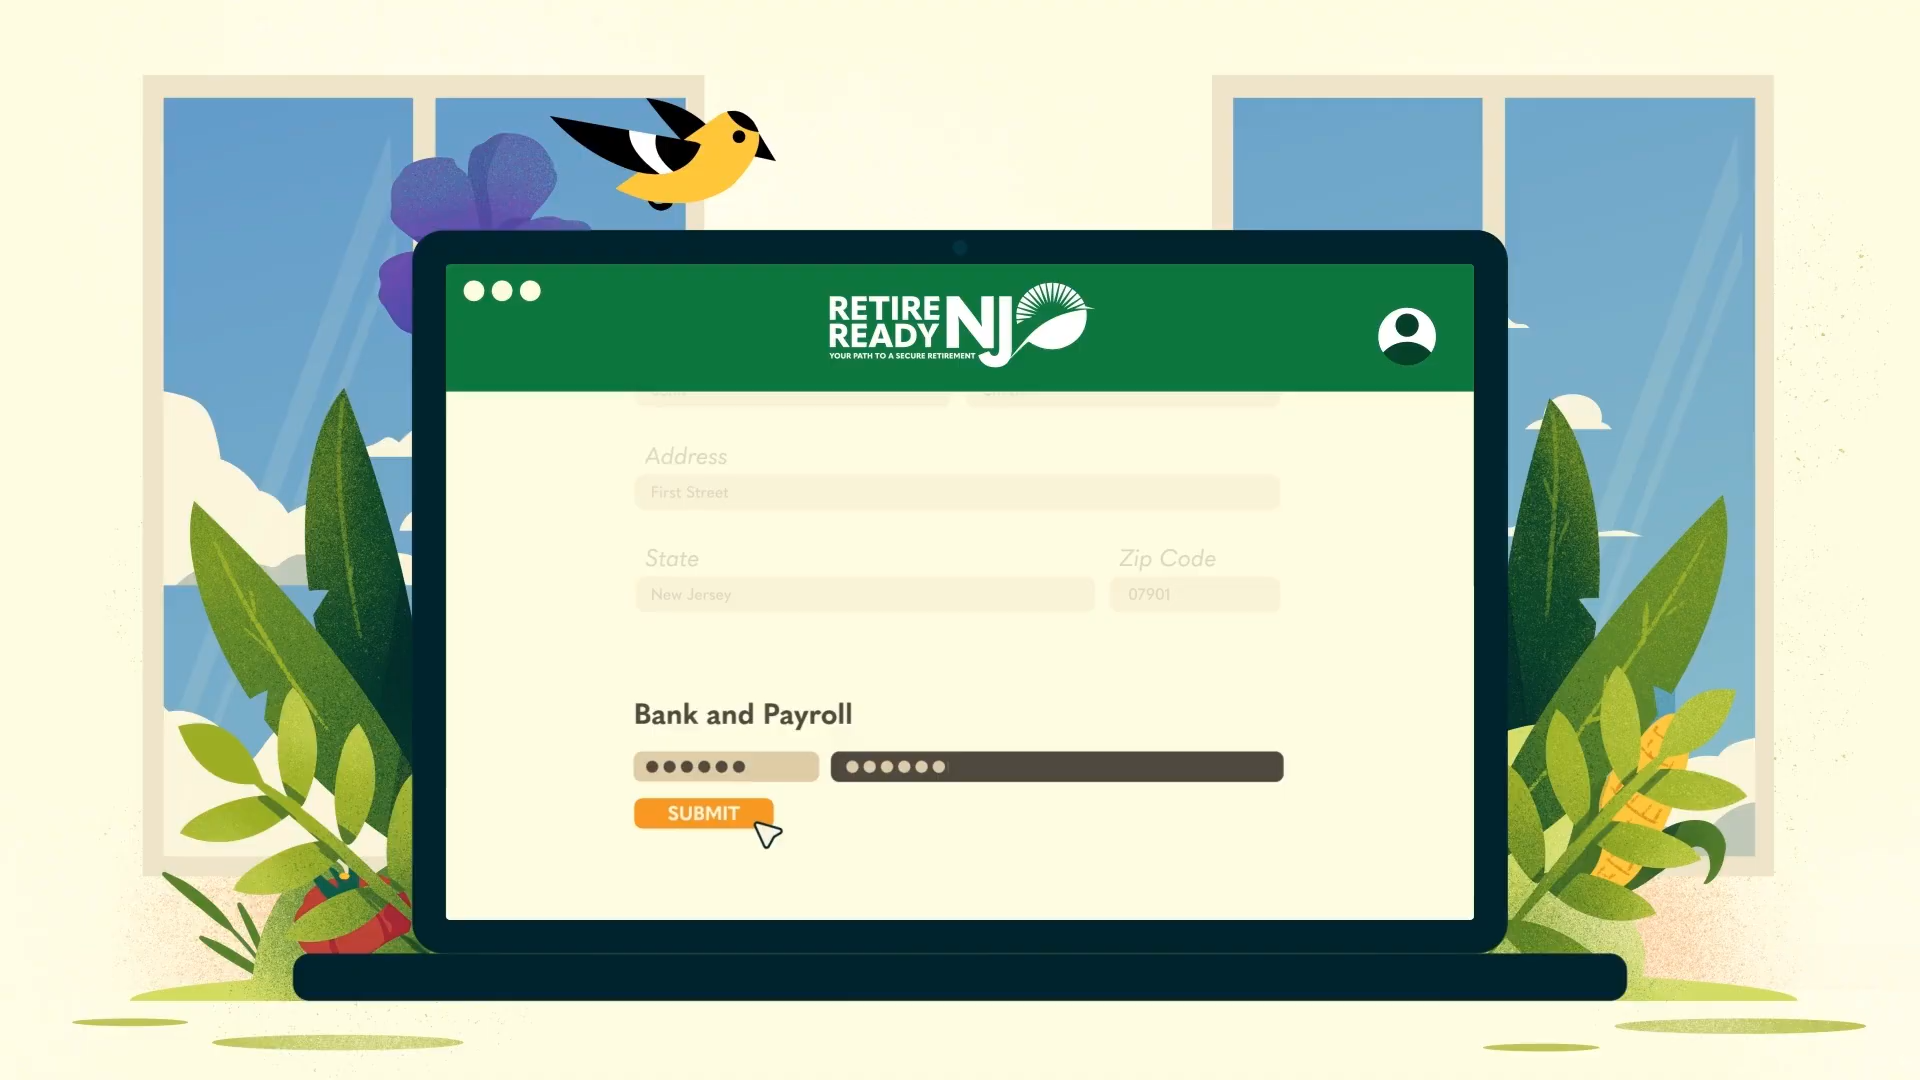 RETIRE
READY NJ
YOUR PATH TO A SECURE RETIREMENT
Address
First Street
State
Zip Code
New Jersey
07901
Bank and Payroll
SUBMIT